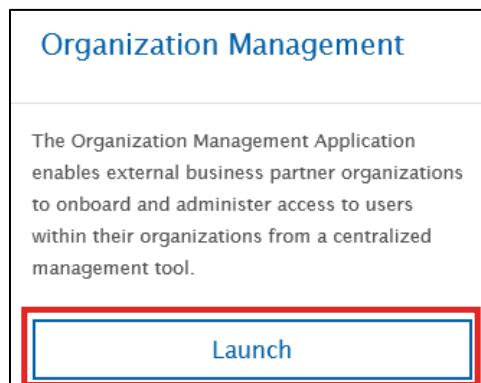 Organization Management
The Organization Management Application
enables external business partner organizations
to onboard and administer access to users
within their organizations from a centralized
management tool.
Launch